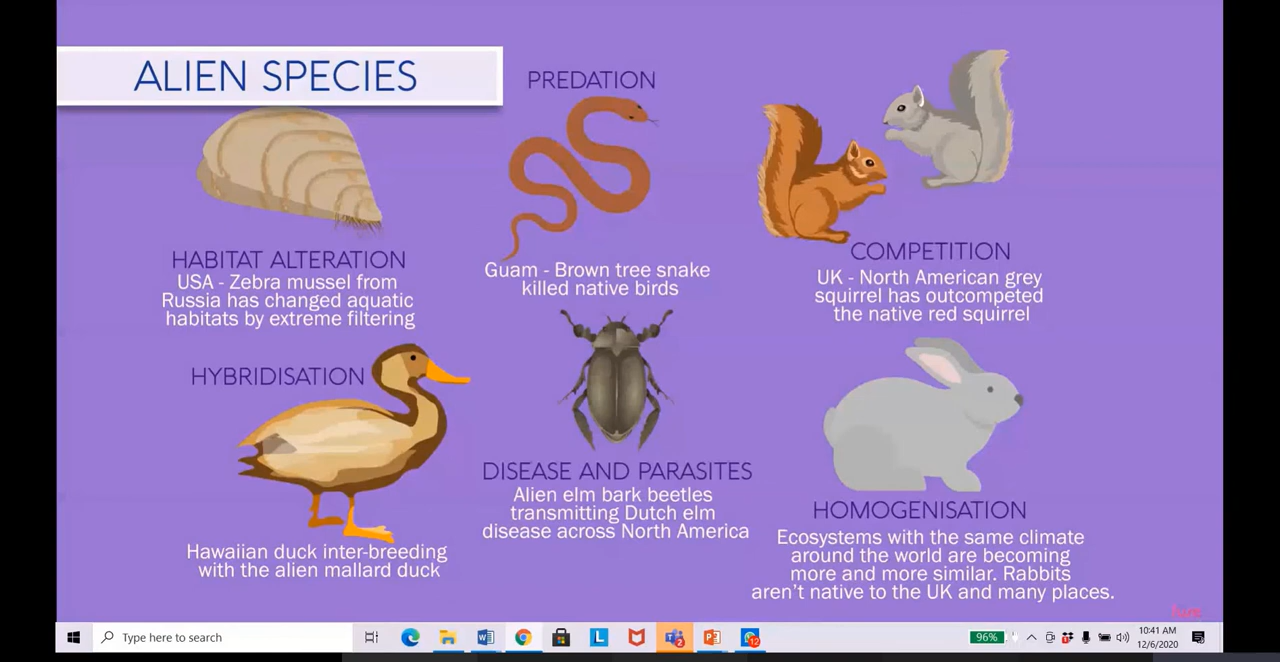 ALIEN SPECIES
PREDATION
HABITAT ALTERATION
USA - Zebra mussel from
Russia has changed aquatic
habitats by extreme filtering
Guam - Brown tree snake
killed native birds
COMPETITION
UK - North American grey
squirrel has outcompeted
the native red squirrel
HYBRIDISATION
Hawaiian duck inter-breeding
with the alien mallard duck
DISEASE AND PARASITES
Alien elm bark beetles
transmitting Dutch elm
disease across North America
HOMOGENISATION
Ecosystems with the same climate
around the world are becoming
more and more similar. Rabbits
aren't native to the UK and many places.
Type here to search
L
W
P
2
12
96%
10:41 AM
12/6/2020